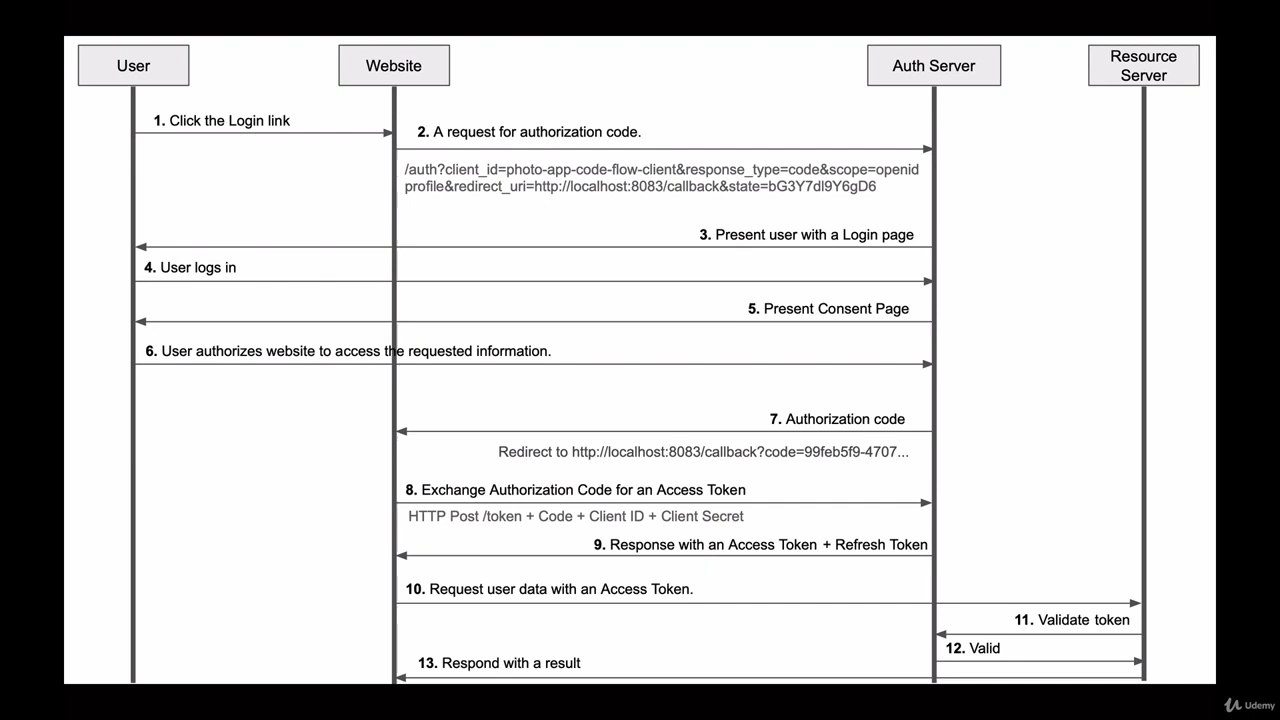 User
Website
Auth Server
Resource
Server
1. Click the Login link
2. A request for authorization code.
/auth?client_id=photo-app-code-flow-client&response_type=code&scope=openid
profile&redirect_uri=http://localhost:8083/callback&state=bG3Y7dl9Y6gD6
3. Present user with a Login page
4. User logs in
5. Present Consent Page
6. User authorizes website to access the requested information.
7. Authorization code
Redirect to http://localhost:8083/callback?code=99feb5f9-4707...
8. Exchange Authorization Code for an Access Token
HTTP Post /token + Code + Client ID + Client Secret
9. Response with an Access Token + Refresh Token
10. Request user data with an Access Token.
11. Validate token
12. Valid
13. Respond with a result
Udemy